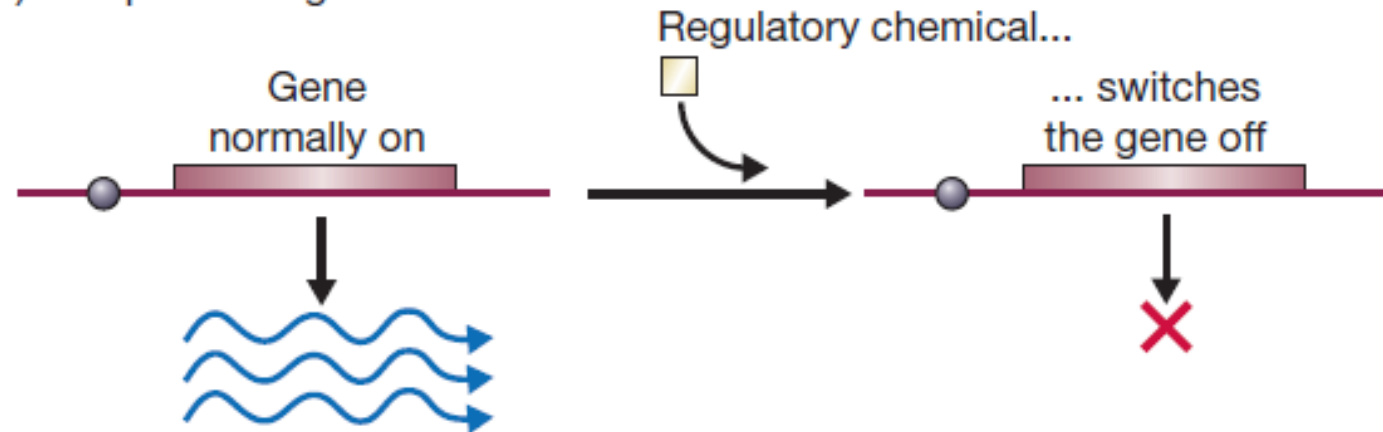 Regulatory chemical...
Gene
normally on
... switches
the gene off